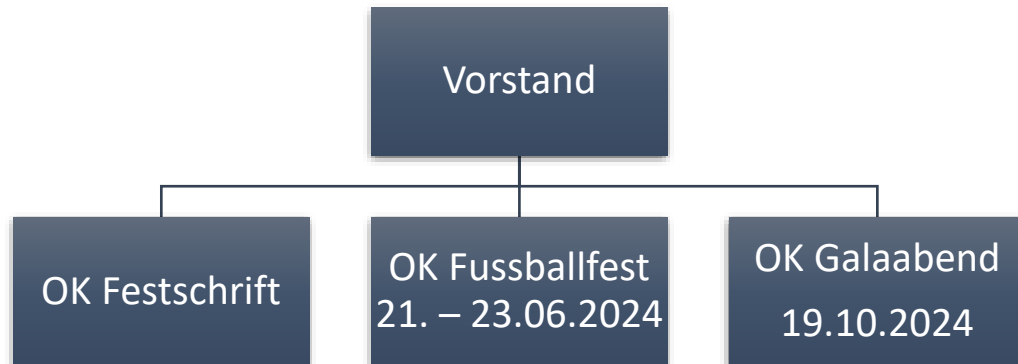 Vorstand
OK Festschrift
OK Fussballfest
21. – 23.06.2024
OK Galaabend
19.10.2024